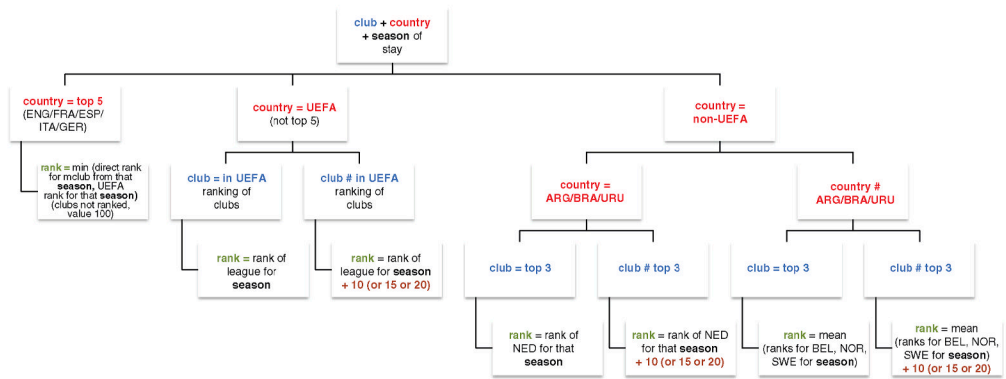 club + country
+ season of
stay
country = top 5
(ENG/FRA/ESP/
ITA/GER)
country = UEFA
(not top 5)
country =
non-UEFA
rank = min (direct rank
for mclub from that
season, UEFA
rank for that season)
(clubs not ranked,
value 100)
club = in UEFA
ranking of
clubs
club # in UEFA
ranking of
clubs
country =
ARG/BRA/URU
country #
ARG/BRA/URU
rank = rank of
league for
season
rank = rank of
league for season
+ 10 (or 15 or 20)
club = top 3
club # top 3
club = top 3
club # top 3
rank = rank of
NED for that
season
rank = rank of NED
for that season
+ 10 (or 15 or 20)
rank = mean
(ranks for BEL, NOR,
SWE for season)
rank = mean
(ranks for BEL, NOR,
SWE for season)
+ 10 (or 15 or 20)